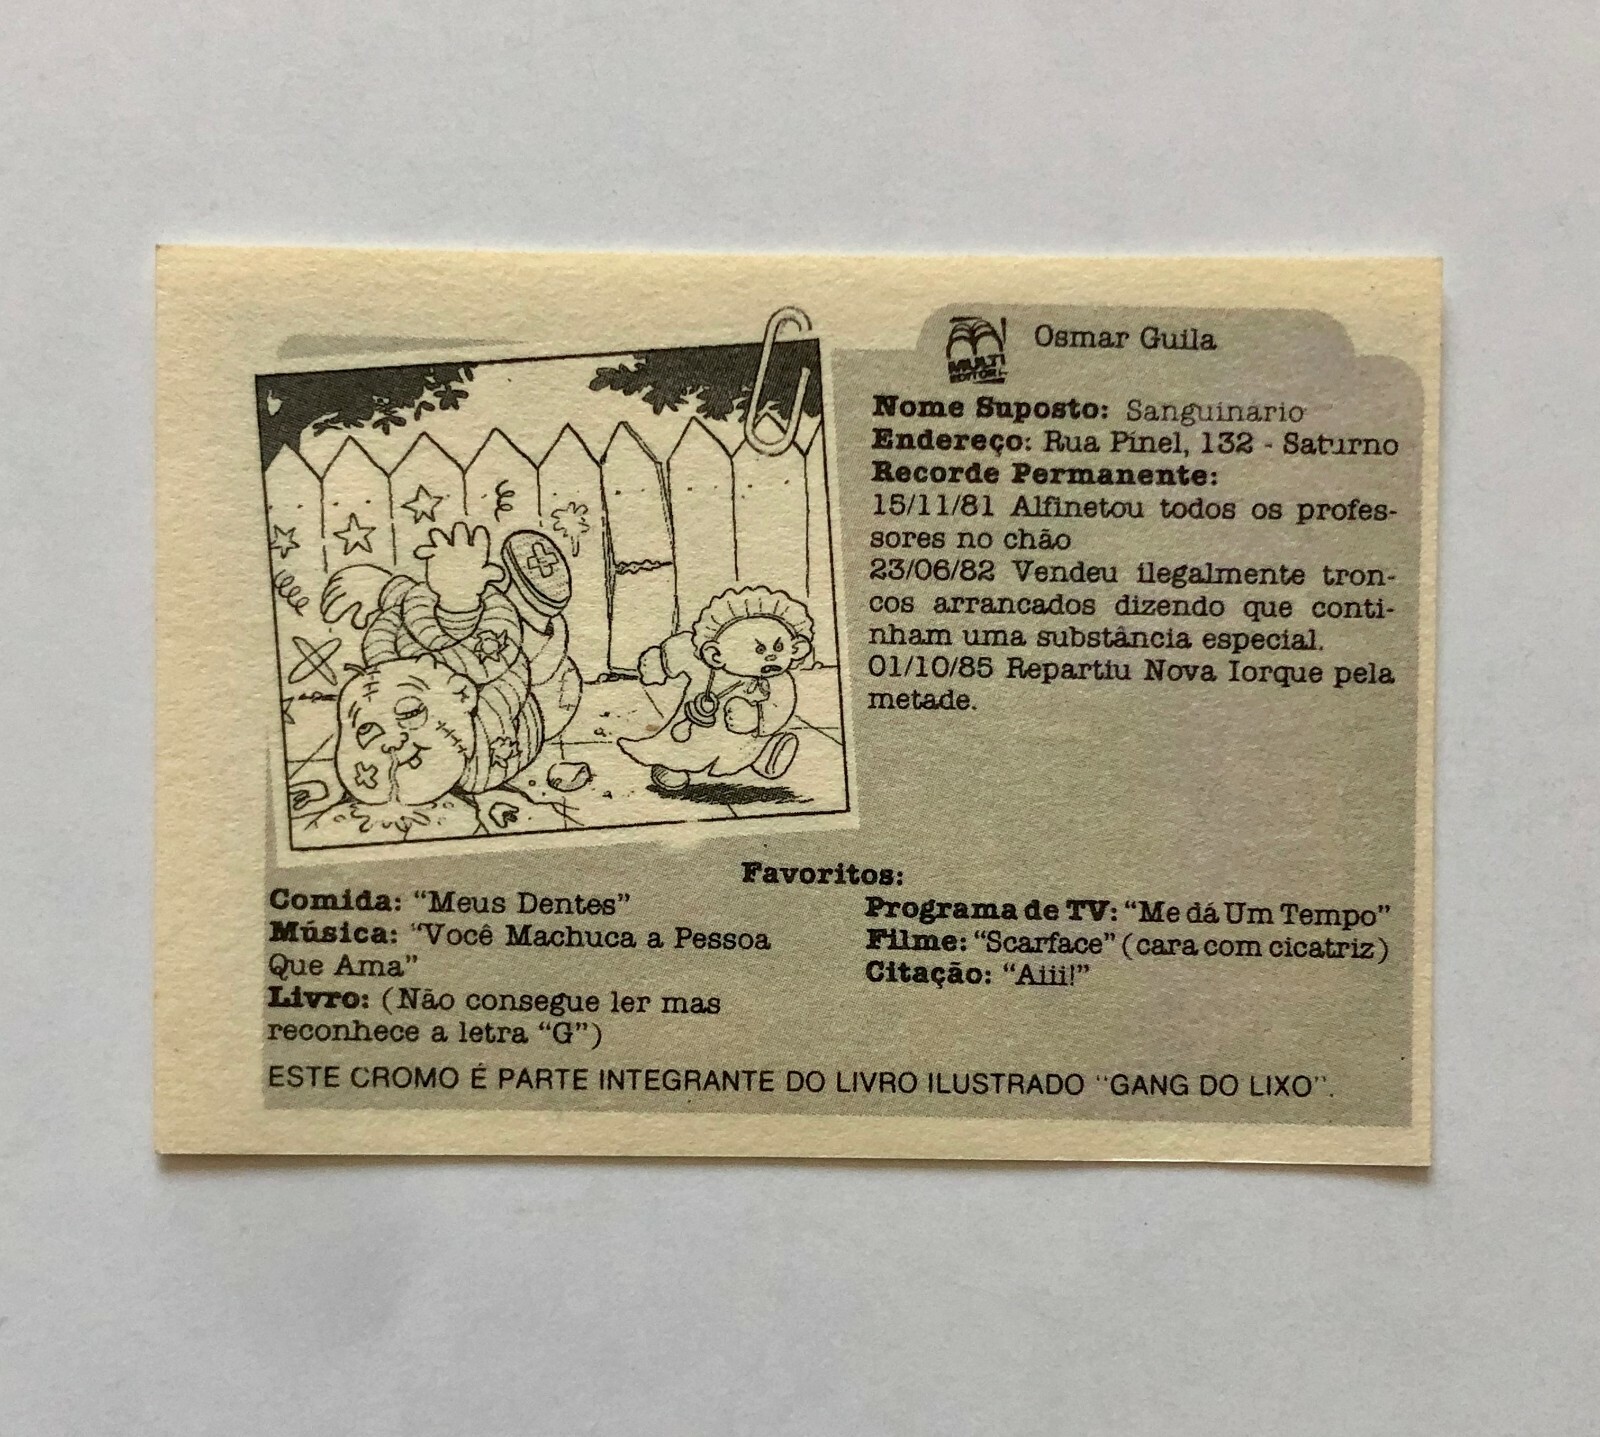 MULTI
EDITORIAL
Osmar Guila
Nome Suposto: Sanguinario
Endereço: Rua Pinel, 132 - Saturno
Recorde Permanente:
15/11/81 Alfinetou todos os profes-
sores no chão
23/06/82 Vendeu ilegalmente tron-
cos arrancados dizendo que conti-
nham uma substância especial.
01/10/85 Repartiu Nova Iorque pela
metade.
Favoritos:
Comida: “Meus Dentes”
Música: “Você Machuca a Pessoa
Que Ama”
Livro: (Não consegue ler mas
reconhece a letra “G”)
Programa de TV: “Me dá Um Tempo”
Filme: “Scarface” (cara com cicatriz)
Citação: “Aiii!”
ESTE CROMO É PARTE INTEGRANTE DO LIVRO ILUSTRADO “GANG DO LIXO”.